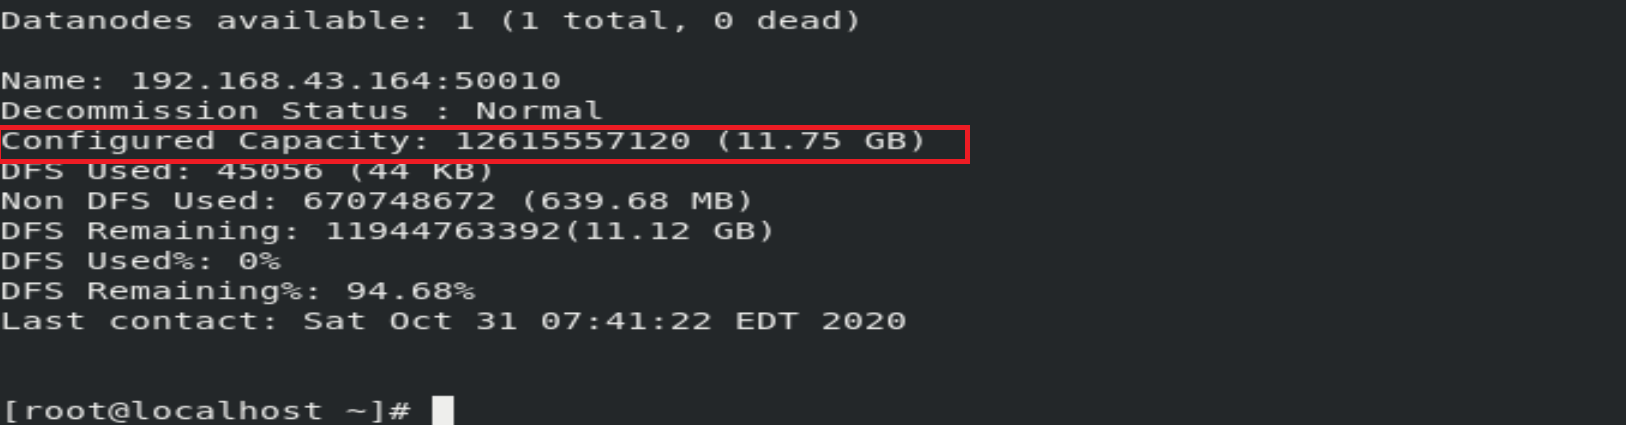 Datanodes available: 1 (1 total, 0 dead)
Name: 192.168.43.164:50010
Decommission Status : Normal
Configured Capacity: 12615557120 (11.75 GB)
DFS Used: 45056 (44 KB)
Non DFS Used: 670748672 (639.68 MB)
DFS Remaining: 11944763392(11.12 GB)
DFS Used%: 0%
DFS Remaining%: 94.68%
Last contact: Sat Oct 31 07:41:22 EDT 2020
[root@localhost ~]#